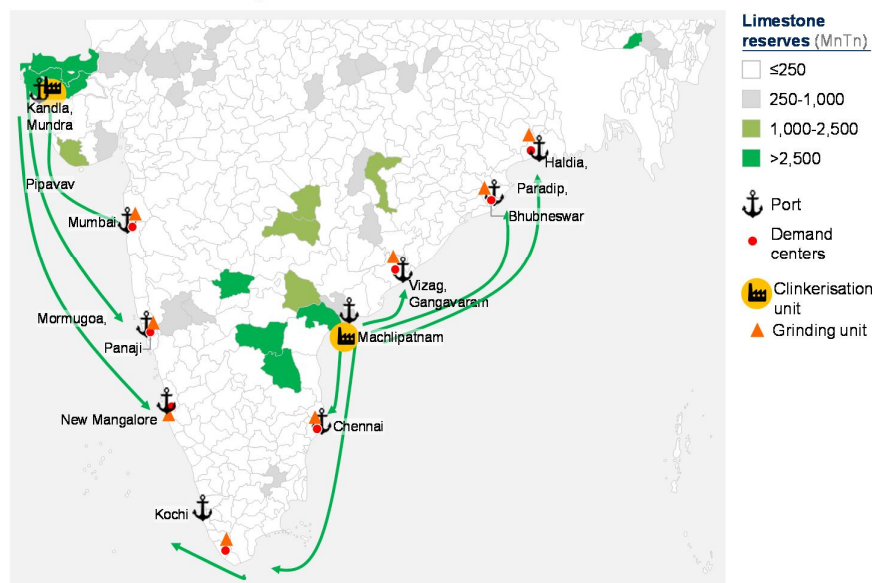 Limestone
reserves (MnTn)
≤250
250-1,000
1,000-2,500
>2,500
Port
Demand
centers
Clinkerisation
unit
Grinding unit
Kandla,
Mundra
Pipavav
Mumbai
Mormugoa,
Panaji
New Mangalore
Kochi
Haldia,
Paradip,
Bhubneswar
Vizag,
Gangavaram
Machlipatnam
Chennai